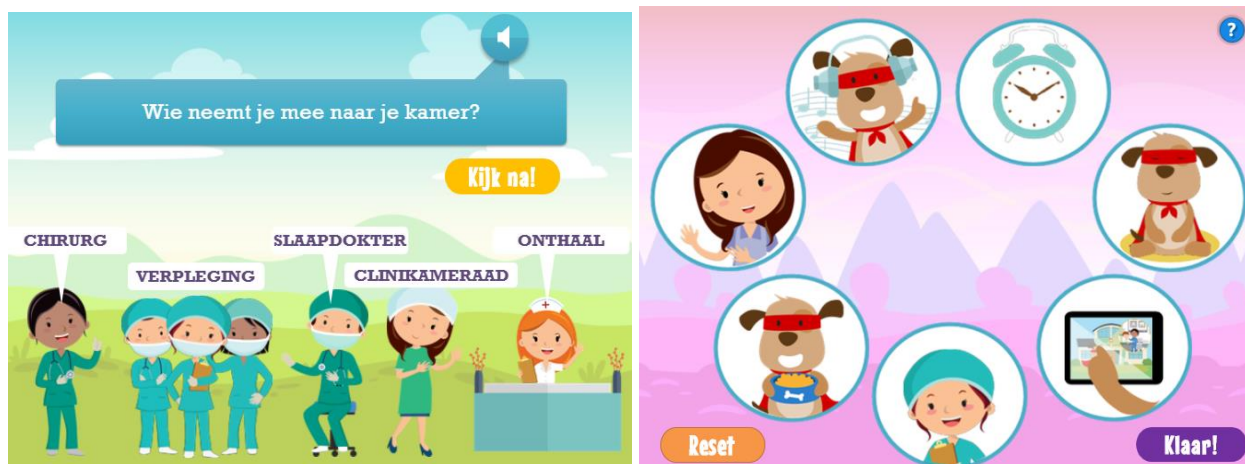 Wie neemt je mee naar je kamer?
Kijk na!
CHIRURG
SLAAPDOKTER
ONTHAAL
VERPLEGING
CLINIKAMERAAD
?
Reset
Klaar!